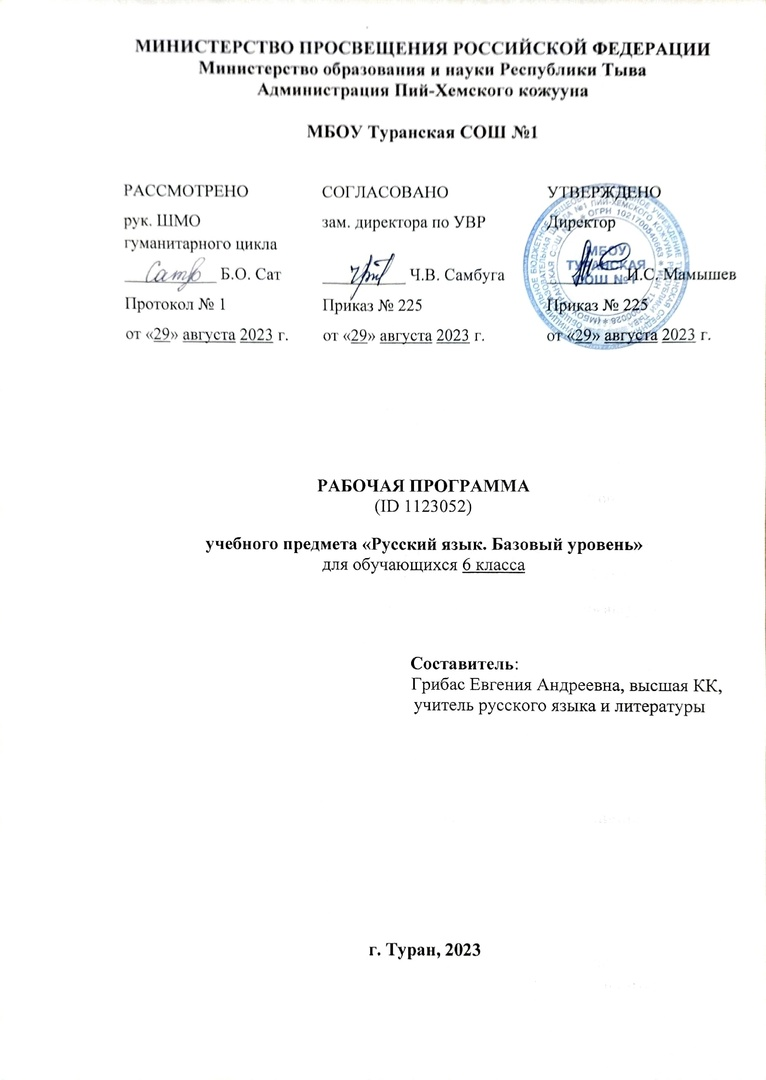 МИНИСТЕРСТВО ПРОСВЕЩЕНИЯ РОССИЙСКОЙ ФЕДЕРАЦИИ
Министерство образования и науки Республики Тыва
Администрация Пий-Хемского кожууна
МБОУ Туранская СОШ №1
РАССМОТРЕНО
рук. ШМО
гуманитарного цикла
Б.О. Сат
Протокол № 1
от «29» августа 2023 г.
СОГЛАСОВАНО
зам. директора по УВР
Ч.В. Самбуга
Приказ № 225
от «29» августа 2023 г.
УТВЕРЖДЕНО
Директор
И.С. Мамышев
Приказ № 225
от «29» августа 2023 г.
МБОУ
ТУРАНСКАЯ
СОШ №1
РАБОЧАЯ ПРОГРАММА
(ID 1123052)
учебного предмета «Русский язык. Базовый уровень»
для обучающихся 6 класса
Составитель:
Грибас Евгения Андреевна, высшая КК,
учитель русского языка и литературы
г. Туран, 2023